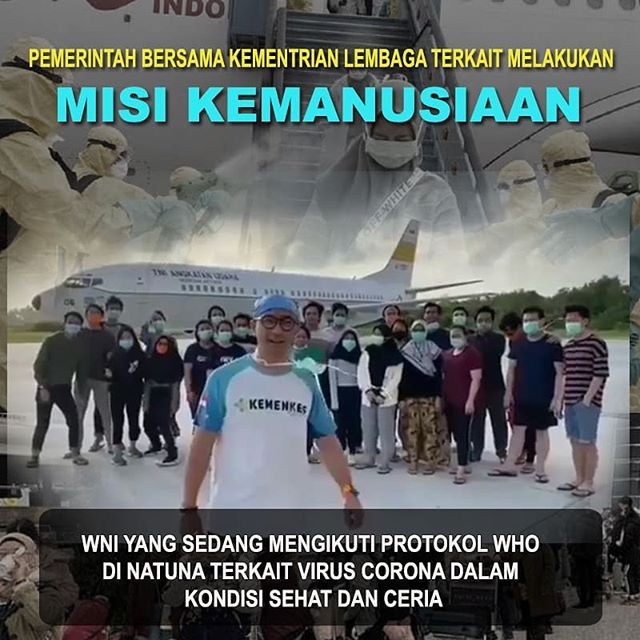 INDO
PEMERINTAH BERSAMA KEMENTRIAN LEMBAGA TERKAIT MELAKUKAN
MISI KEMANUSIAAN
TNI ANGKATAN UDARA
KEMENKES
WNI YANG SEDANG MENGIKUTI PROTOKOL WHO
DI NATUNA TERKAIT VIRUS CORONA DALAM
KONDISI SEHAT DAN CERIA